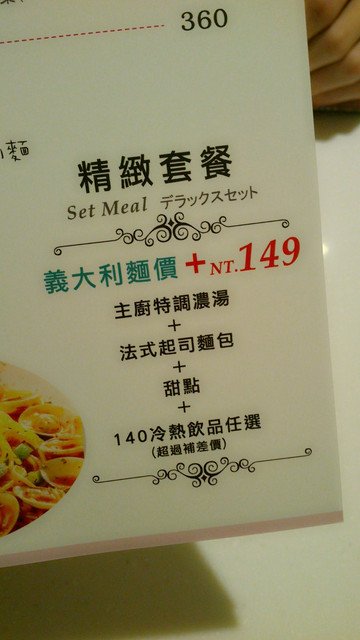 360
麵
精緻套餐
Set Meal デラックスセット
義大利麵價 +NT.149
主廚特調濃湯
+
法式起司麵包
+
甜點
+
140冷熱飲品任選
(超過補差價)